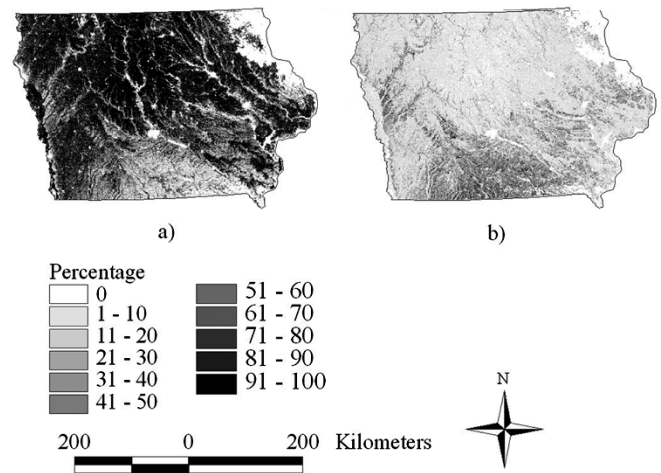 a)
b)
Percentage
0
1 - 10
11 - 20
21 - 30
31 - 40
41 - 50
51 - 60
61 - 70
71 - 80
81 - 90
91 - 100
N
200 0 200 Kilometers